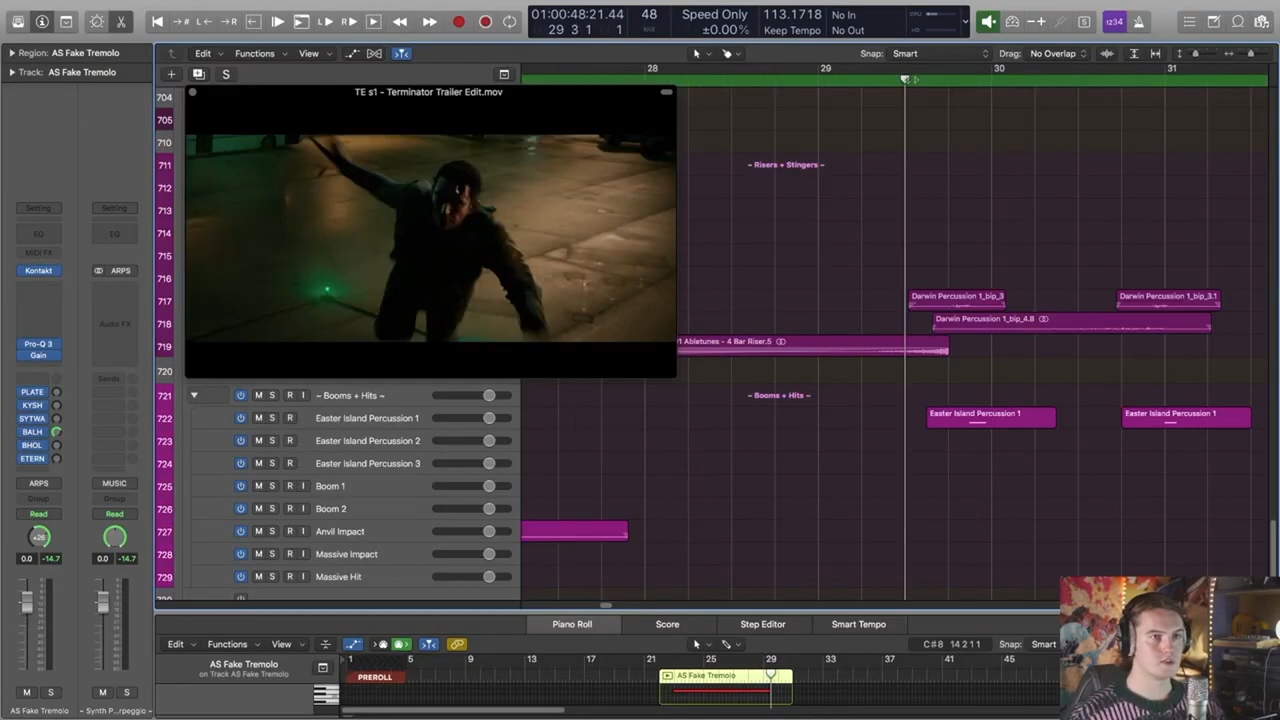 01:00:48:21.44
29 3 1 1
48
Speed Only
±0.00%
113.1718
Keep Tempo
No In
No Out
CPU
HD
1234
Region: AS Fake Tremolo
Track: AS Fake Tremolo
Edit
Functions
View
Snap:
Smart
Drag:
No Overlap
S
28
29
30
31
TE s1 - Terminator Trailer Edit.mov
704
705
710
711
712
713
714
715
716
717
718
719
720
721
722
723
724
725
726
727
728
729
~ Risers + Stingers ~
Darwin Percussion 1_bip_3
Darwin Percussion 1_bip_3.1
Darwin Percussion 1_bip_4.8
Abletunes - 4 Bar Riser.5
M S R I ~ Booms + Hits ~
~ Booms + Hits ~
M S R Easter Island Percussion 1
Easter Island Percussion 1
Easter Island Percussion 1
M S R Easter Island Percussion 2
M S R Easter Island Percussion 3
M S R I Boom 1
M S R I Boom 2
M S R I Anvil Impact
M S R I Massive Impact
M S R I Massive Hit
Setting
Setting
EQ
EQ
MIDI FX
Kontakt
ARPS
Audio FX
Pro-Q 3
Gain
Sends
PLATE
KYSH
SYTWA
BALH
BHOL
ETERN
ARPS
MUSIC
Group
Group
Read
Read
+26
0.0 -14.7
0.0 -14.7
M S
M S
AS Fake Tremolo
~ Synth P...rpeggio ~
Piano Roll
Score
Step Editor
Smart Tempo
Edit
Functions
View
C#8 14 2 1 1
Snap:
Smart
AS Fake Tremolo
on Track AS Fake Tremolo
1
5
9
13
17
21
25
29
33
37
41
45
PREROLL
AS Fake Tremolo